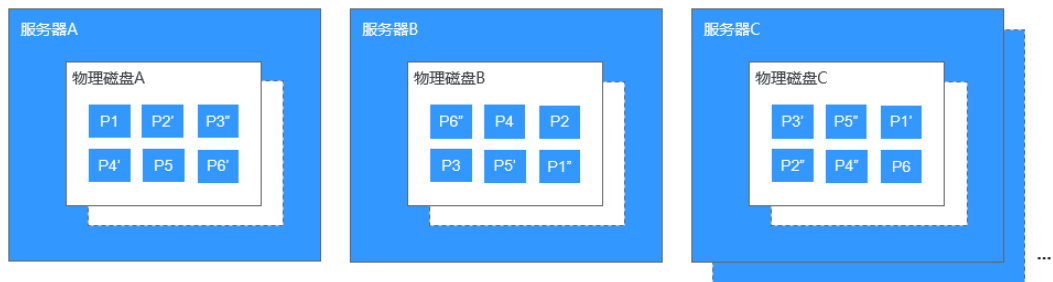 服务器A
物理磁盘A
P1 P2' P3"
P4' P5 P6'
服务器B
物理磁盘B
P6" P4 P2
P3 P5' P1"
服务器C
物理磁盘C
P3' P5" P1'
P2" P4" P6
...